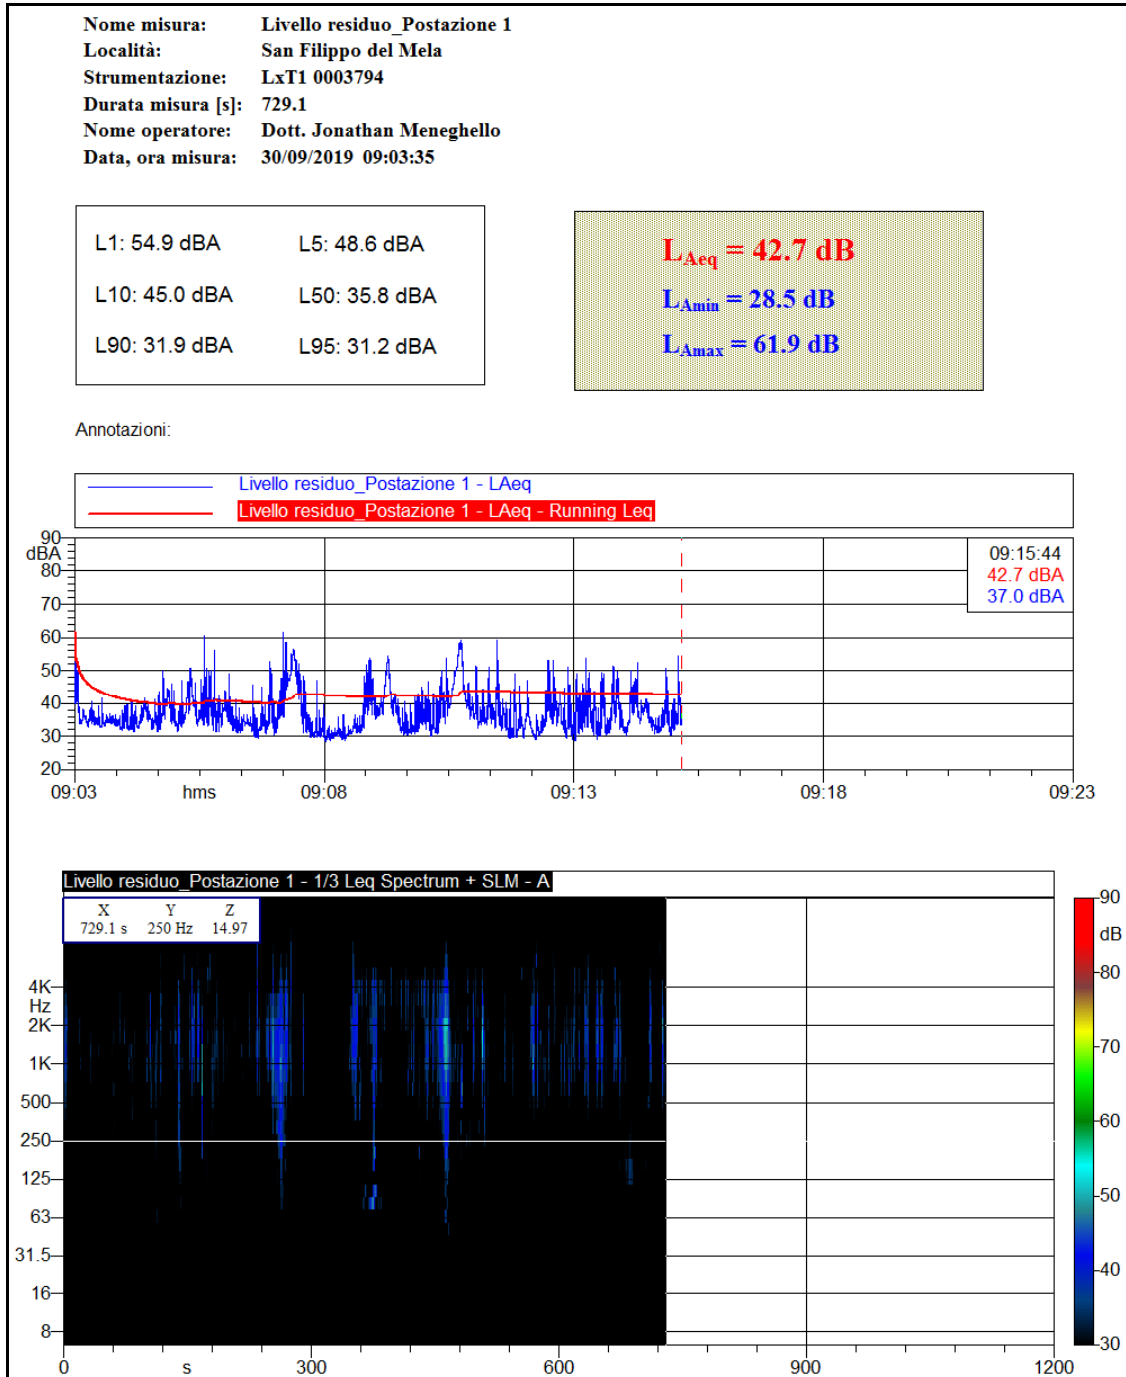 Nome misura: Livello residuo_Postazione 1
Località: San Filippo del Mela
Strumentazione: LxT1 0003794
Durata misura [s]: 729.1
Nome operatore: Dott. Jonathan Meneghello
Data, ora misura: 30/09/2019 09:03:35
L1: 54.9 dBA L5: 48.6 dBA
L10: 45.0 dBA L50: 35.8 dBA
L90: 31.9 dBA L95: 31.2 dBA
LAeq = 42.7 dB
LAmin = 28.5 dB
LAmax = 61.9 dB
Annotazioni:
Livello residuo_Postazione 1 - LAeq
Livello residuo_Postazione 1 - LAeq - Running Leq
90
dBA
80
70
60
50
40
30
20
09:15:44
42.7 dBA
37.0 dBA
09:03 hms 09:08 09:13 09:18 09:23
Livello residuo_Postazione 1 - 1/3 Leq Spectrum + SLM - A
X Y Z
729.1 s 250 Hz 14.97
4K
Hz
2K
1K
500
250
125
63
31.5
16
8
0 s 300 600 900 1200
90
dB
80
70
60
50
40
30